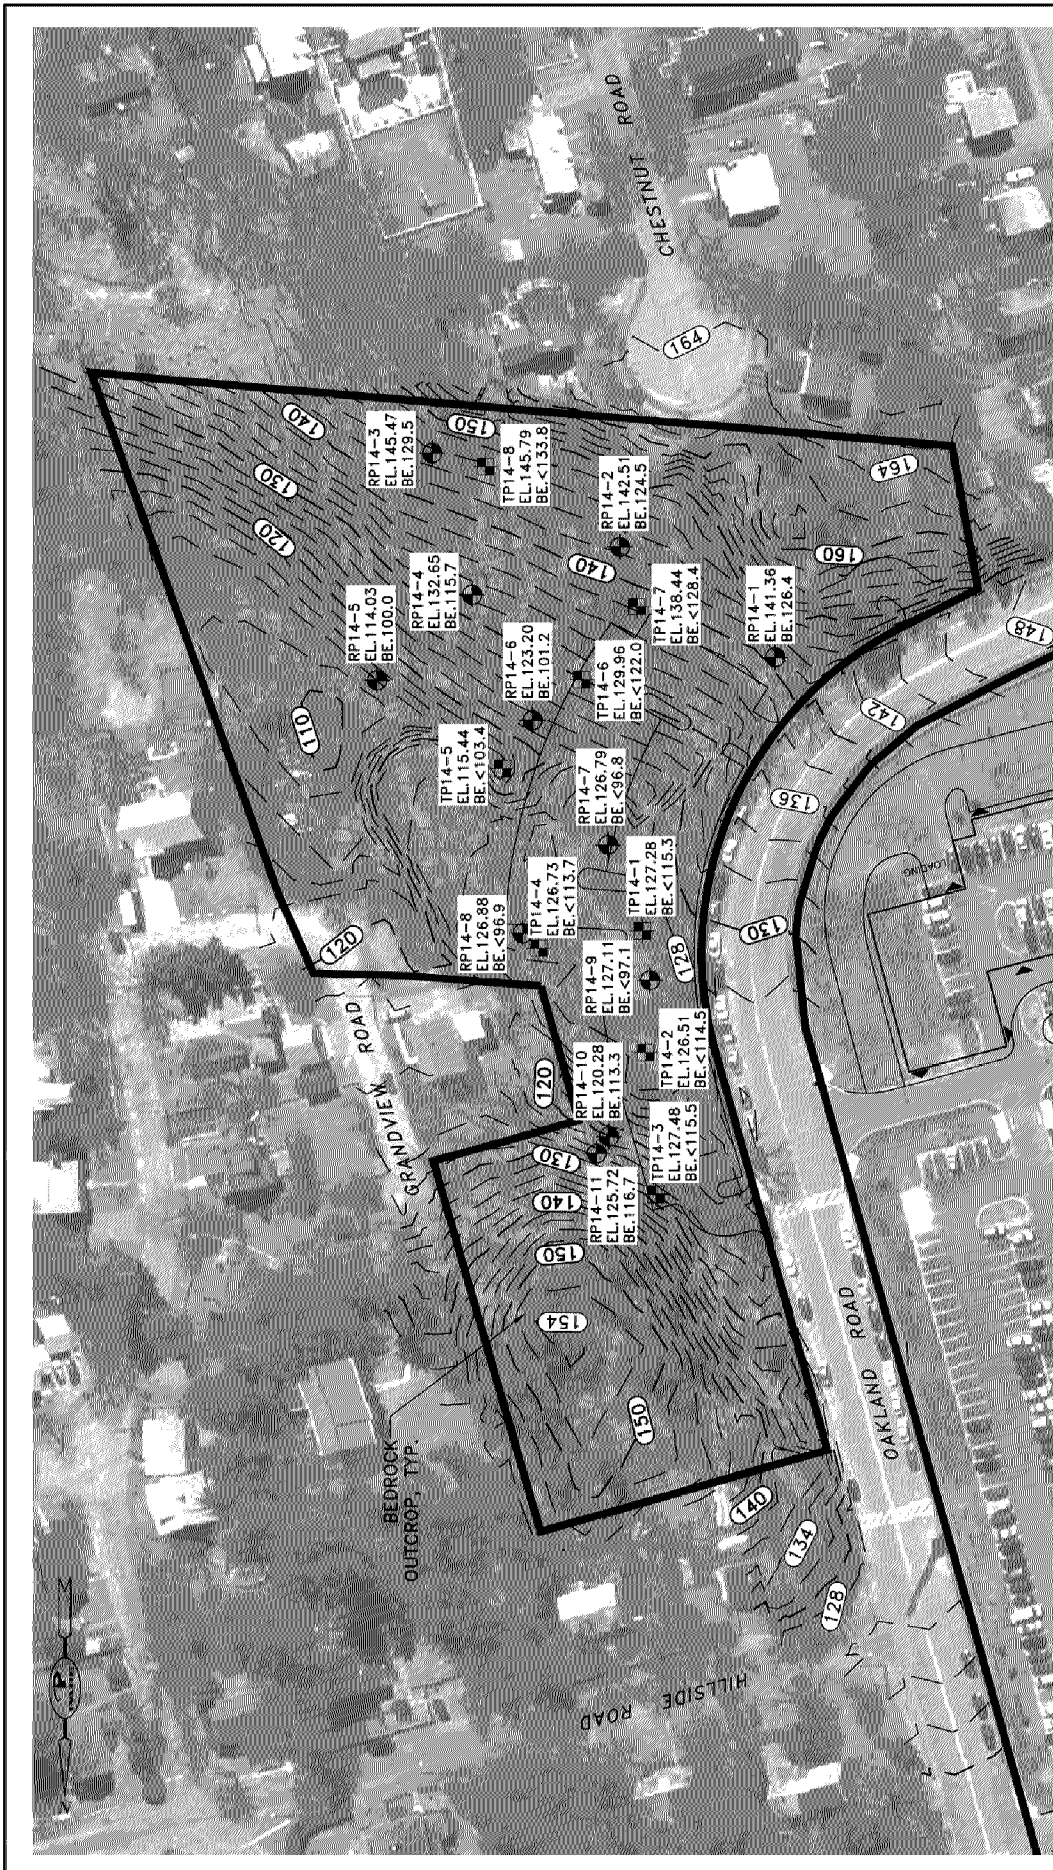 CHESTNUT ROAD
164
150
140
130
120
RP14-3
EL.145.47
BE.129.5
TP14-8
EL.145.79
BE.<133.8
RP14-2
EL.142.51
BE.124.5
164
160
RP14-5
EL.114.03
BE.100.0
RP14-4
EL.132.65
BE.115.7
140
TP14-7
EL.138.44
BE.<128.4
RP14-1
EL.141.36
BE.126.4
RP14-6
EL.123.20
BE.101.2
TP14-6
EL.129.96
BE.<122.0
148
142
110
TP14-5
EL.115.44
BE.<103.4
RP14-7
EL.126.79
BE.<96.8
136
LOADING
RP14-8
EL.126.88
BE.<96.9
TP14-4
EL.126.73
BE.<113.7
TP14-1
EL.127.28
BE.<115.3
130
120
RP14-9
EL.127.11
BE.<97.1
128
GRANDVIEW ROAD
120
RP14-10
EL.120.28
BE.113.3
TP14-2
EL.126.51
BE.<114.5
130
140
150
154
RP14-11
EL.125.72
BE.116.7
TP14-3
EL.127.48
BE.<115.5
150
OAKLAND ROAD
BEDROCK
OUTCROP, TYP.
140
134
128
HILLSIDE ROAD
P